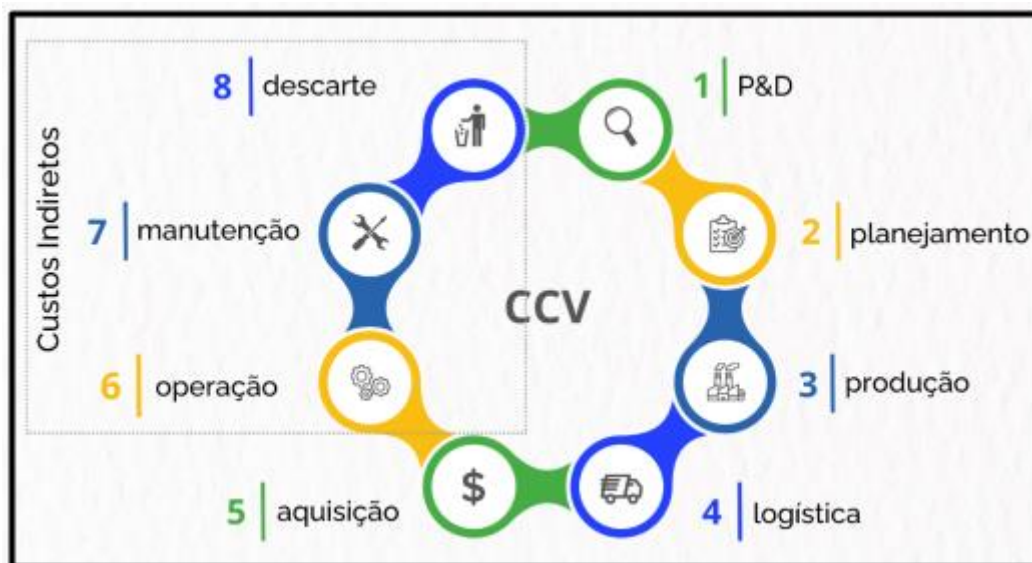 8 descarte
1 P&D
7 manutenção
2 planejamento
Custos Indiretos
CCV
6 operação
3 produção
5 aquisição
$
4 logística